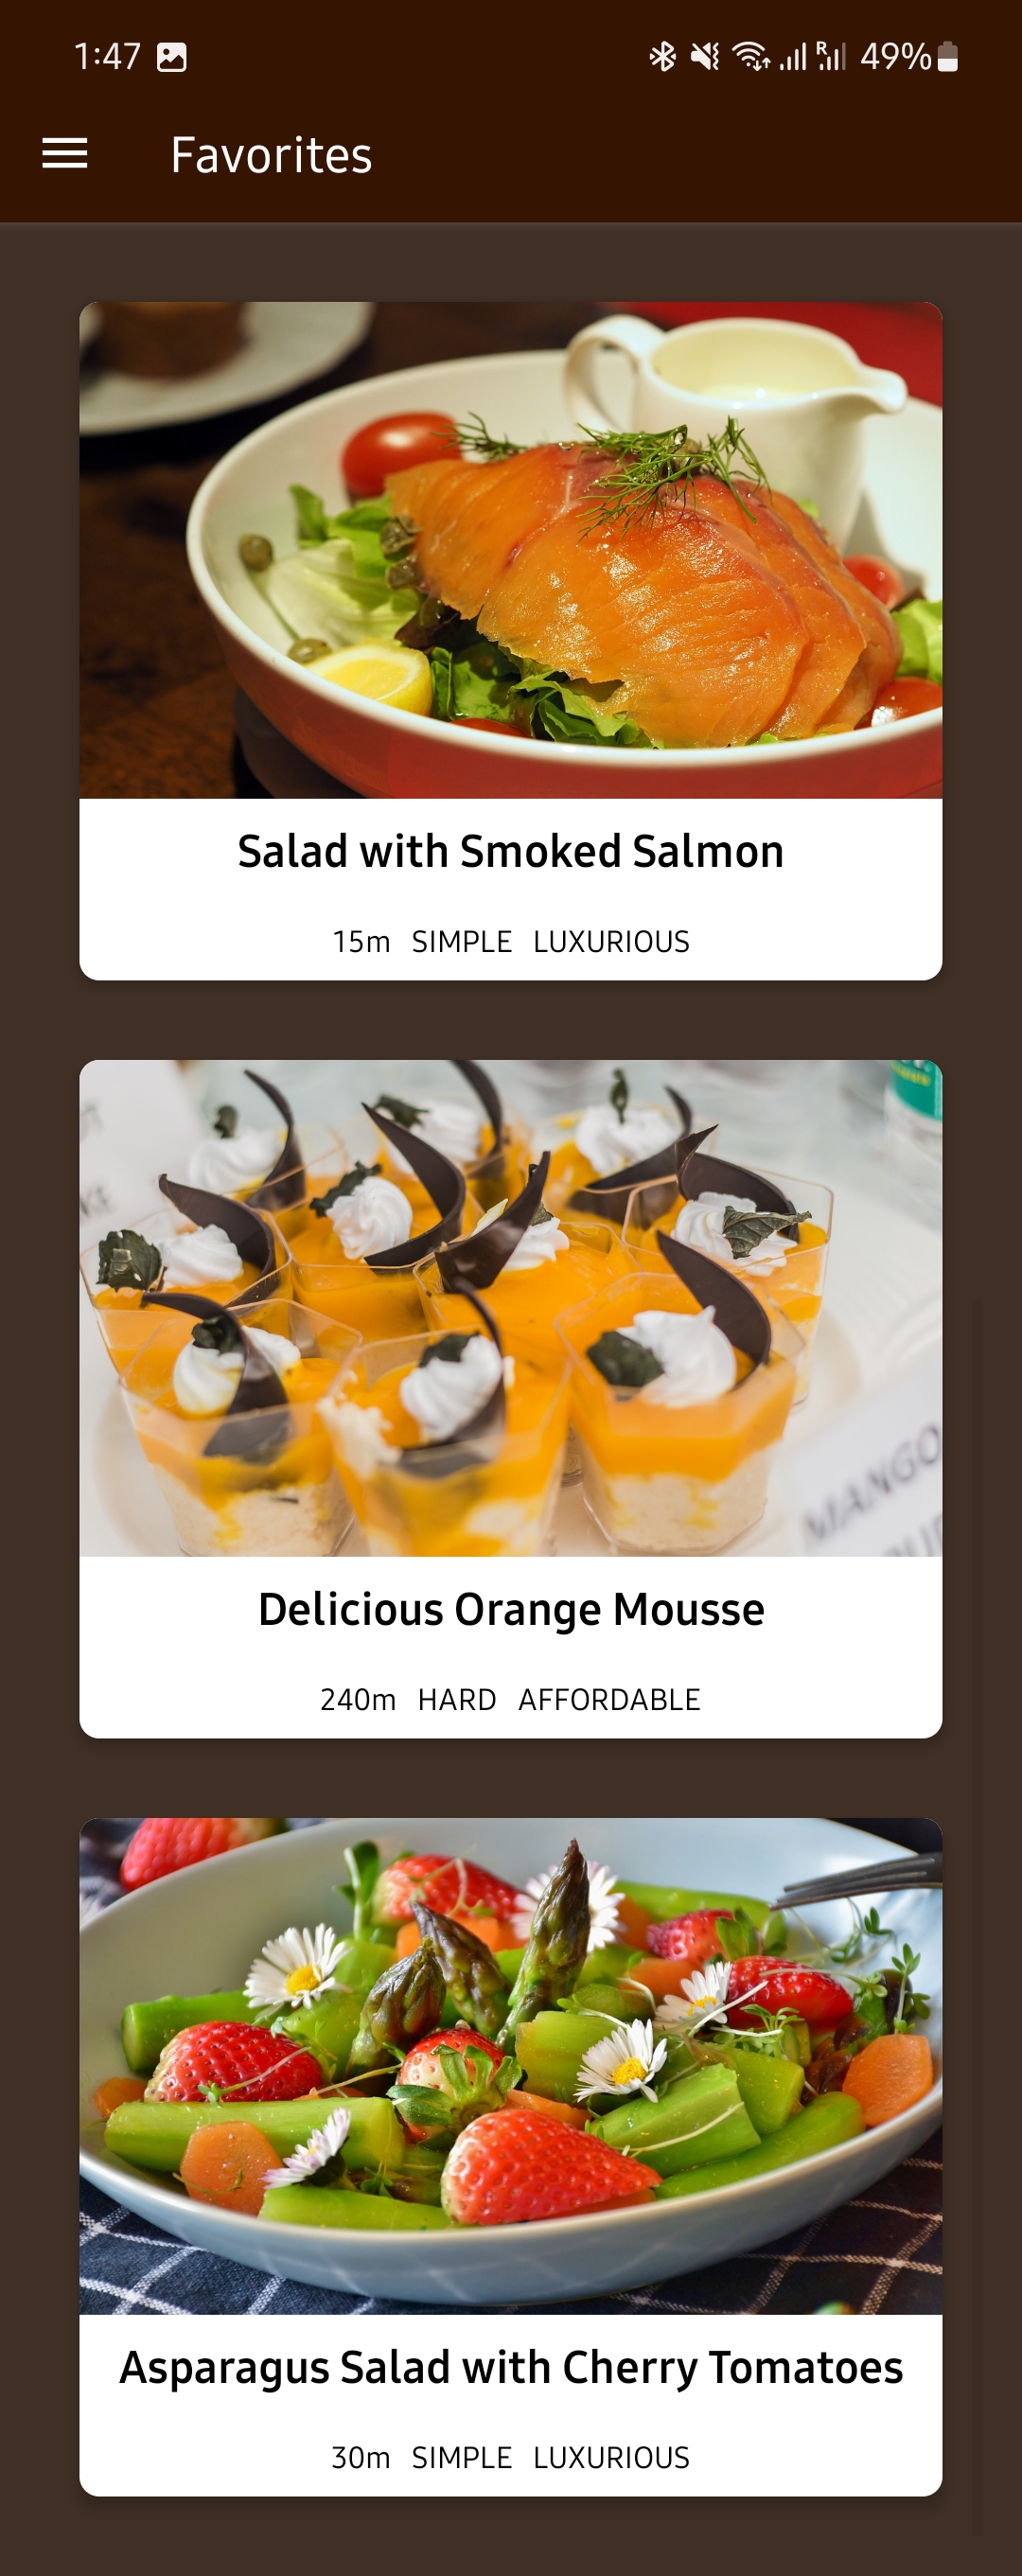 1:47 49%
Favorites
Salad with Smoked Salmon
15m SIMPLE LUXURIOUS
MANGO
Delicious Orange Mousse
240m HARD AFFORDABLE
Asparagus Salad with Cherry Tomatoes
30m SIMPLE LUXURIOUS